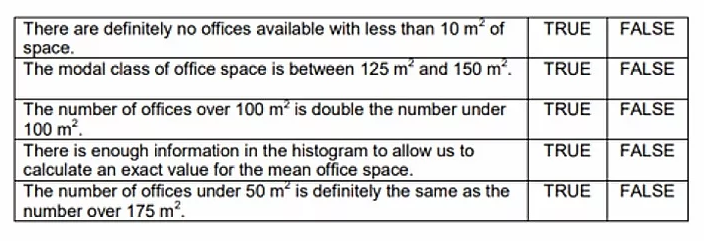 There are definitely no offices available with less than 10 m² of TRUE FALSE
space.
The modal class of office space is between 125 m² and 150 m². TRUE FALSE
The number of offices over 100 m² is double the number under TRUE FALSE
100 m².
There is enough information in the histogram to allow us to TRUE FALSE
calculate an exact value for the mean office space.
The number of offices under 50 m² is definitely the same as the TRUE FALSE
number over 175 m².